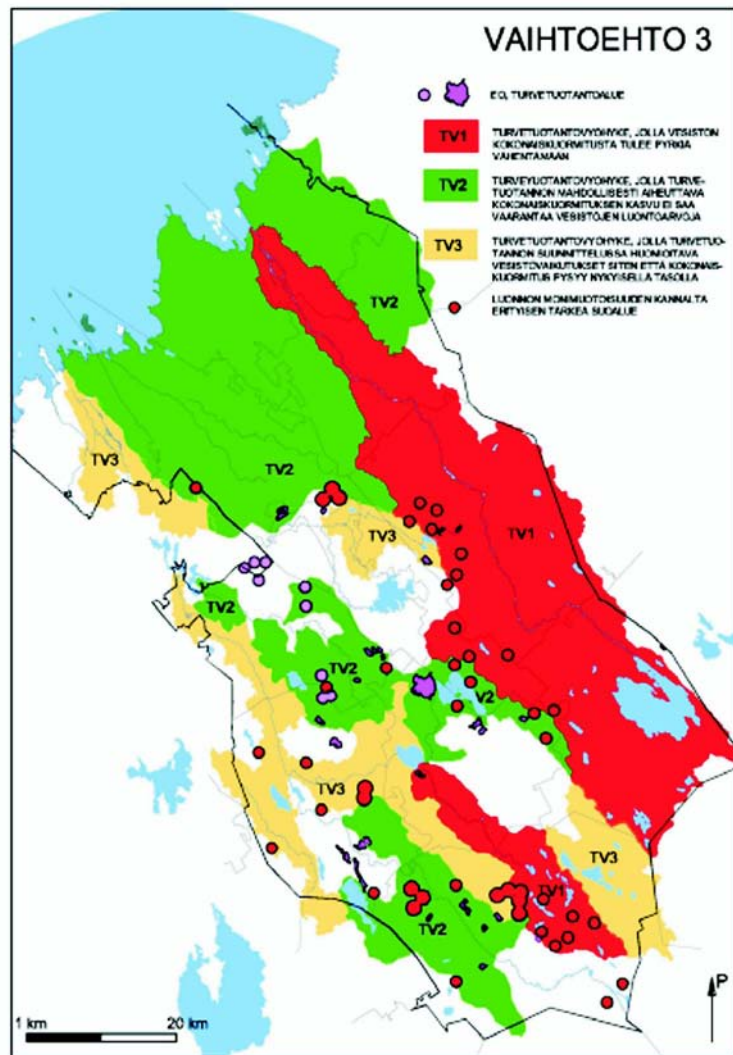 VAIHTOEHTO 3
EO, TURVETUOTANTOALUE
TV1
TURVETUOTANTOVYÖHYKE, JOLLA VESISTÖN
KOKONAISKUORMITUSTA TULEE PYRKIÄ
VÄHENTÄMÄÄN
TV2
TURVETUOTANTOVYÖHYKE, JOLLA TURVE-
TUOTANNON MAHDOLLISESTI AIHEUTTAMA
KOKONAISKUORMITUKSEN KASVU EI SAA
VAARANTAA VESISTÖJEN LUONTOARVOJA
TV3
TURVETUOTANTOVYÖHYKE, JOLLA TURVETUO-
TANNON SUUNNITTELUSSA HUOMIOITAVA
VESISTÖVAIKUTUKSET SITEN ETTÄ KOKONAIS-
KUORMITUS PYSYY NYKYISELLÄ TASOLLA
LUONNON MONIMUOTOISUUDEN KANNALTA
ERITYISEN TÄRKEÄ SUOALUE
TV2
TV3
TV2
TV3
TV1
TV2
TV2
V2
TV3
TV3
TV1
TV2
P
1 km
20 km